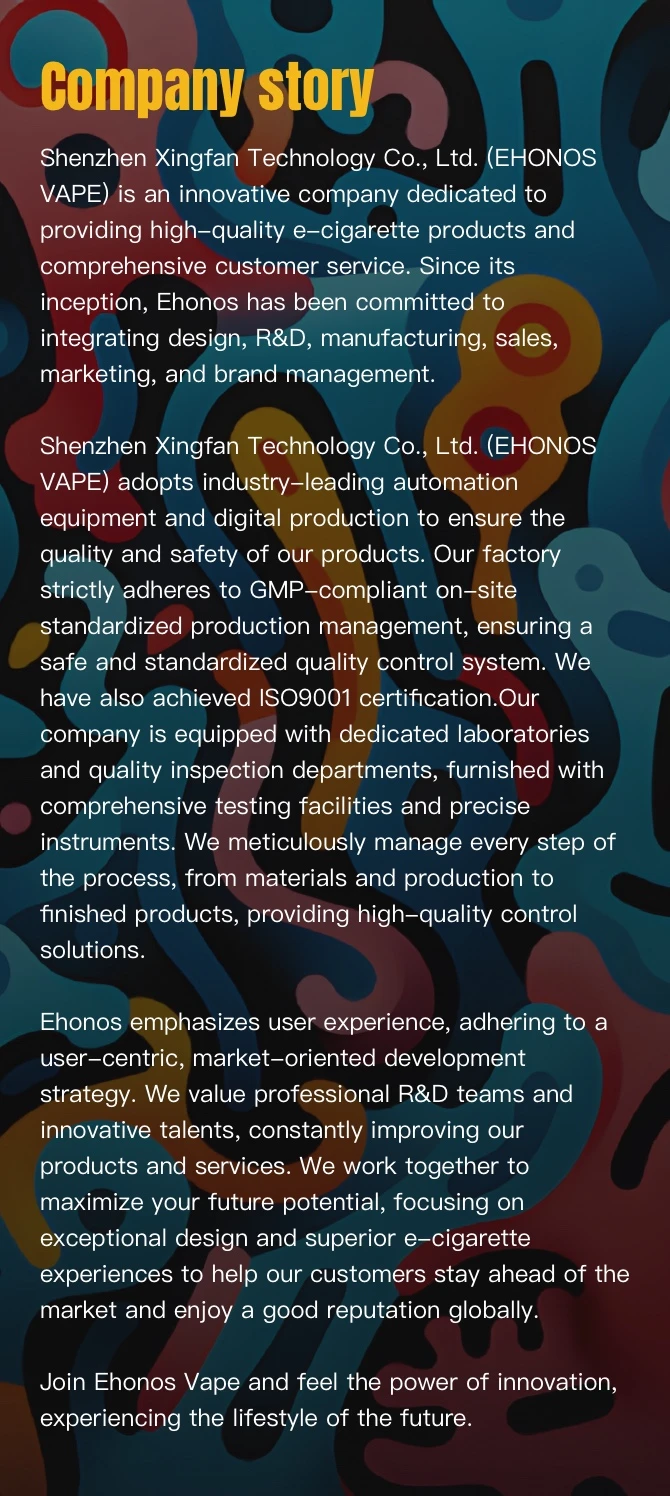 Company story
Shenzhen Xingfan Technology Co., Ltd. (EHONOS
VAPE) is an innovative company dedicated to
providing high-quality e-cigarette products and
comprehensive customer service. Since its
inception, Ehonos has been committed to
integrating design, R&D, manufacturing, sales,
marketing, and brand management.
Shenzhen Xingfan Technology Co., Ltd. (EHONOS
VAPE) adopts industry-leading automation
equipment and digital production to ensure the
quality and safety of our products. Our factory
strictly adheres to GMP-compliant on-site
standardized production management, ensuring a
safe and standardized quality control system. We
have also achieved ISO9001 certification.Our
company is equipped with dedicated laboratories
and quality inspection departments, furnished with
comprehensive testing facilities and precise
instruments. We meticulously manage every step of
the process, from materials and production to
finished products, providing high-quality control
solutions.
Ehonos emphasizes user experience, adhering to a
user-centric, market-oriented development
strategy. We value professional R&D teams and
innovative talents, constantly improving our
products and services. We work together to
maximize your future potential, focusing on
exceptional design and superior e-cigarette
experiences to help our customers stay ahead of the
market and enjoy a good reputation globally.
Join Ehonos Vape and feel the power of innovation,
experiencing the lifestyle of the future.